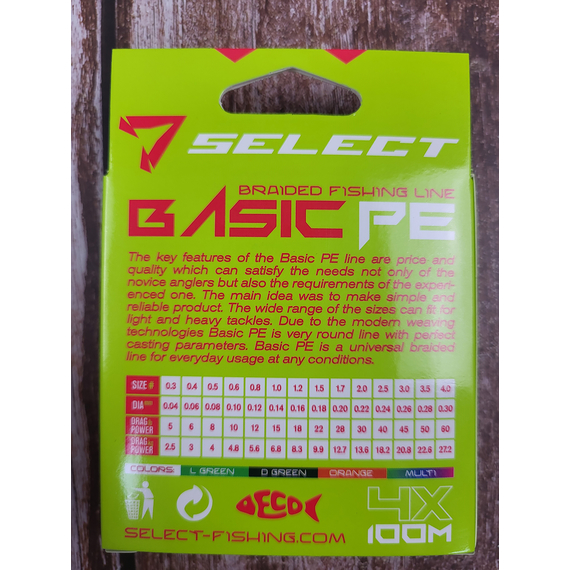 SELECT
BRAIDED FISHING LINE
BASIC PE
The key features of the Basic PE line are price and
quality which can satisfy the needs not only of the
novice anglers but also the requirements of the experi-
enced one. The main idea was to make simple and
reliable product. The wide range of the sizes can fit for
light and heavy tackles. Due to the modern weaving
technologies Basic PE is very round line with perfect
casting parameters. Basic PE is a universal braided
line for everyday usage at any conditions.
SIZE # 0.3 0.4 0.5 0.6 0.8 1.0 1.2 1.5 1.7 2.0 2.5 3.0 3.5 4.0
DIA 0.04 0.06 0.08 0.10 0.12 0.14 0.16 0.18 0.20 0.22 0.24 0.26 0.28 0.30
DRAG POWER 5 6 8 10 12 15 18 22 28 30 40 45 50 60
DRAG POWER 2.5 3 4 4.8 5.6 6.8 8.3 9.9 12.7 13.6 18.2 20.8 22.6 27.2
COLORS L GREEN D GREEN ORANGE MULTI
ECO 4X
SELECT-FISHING.COM 100M